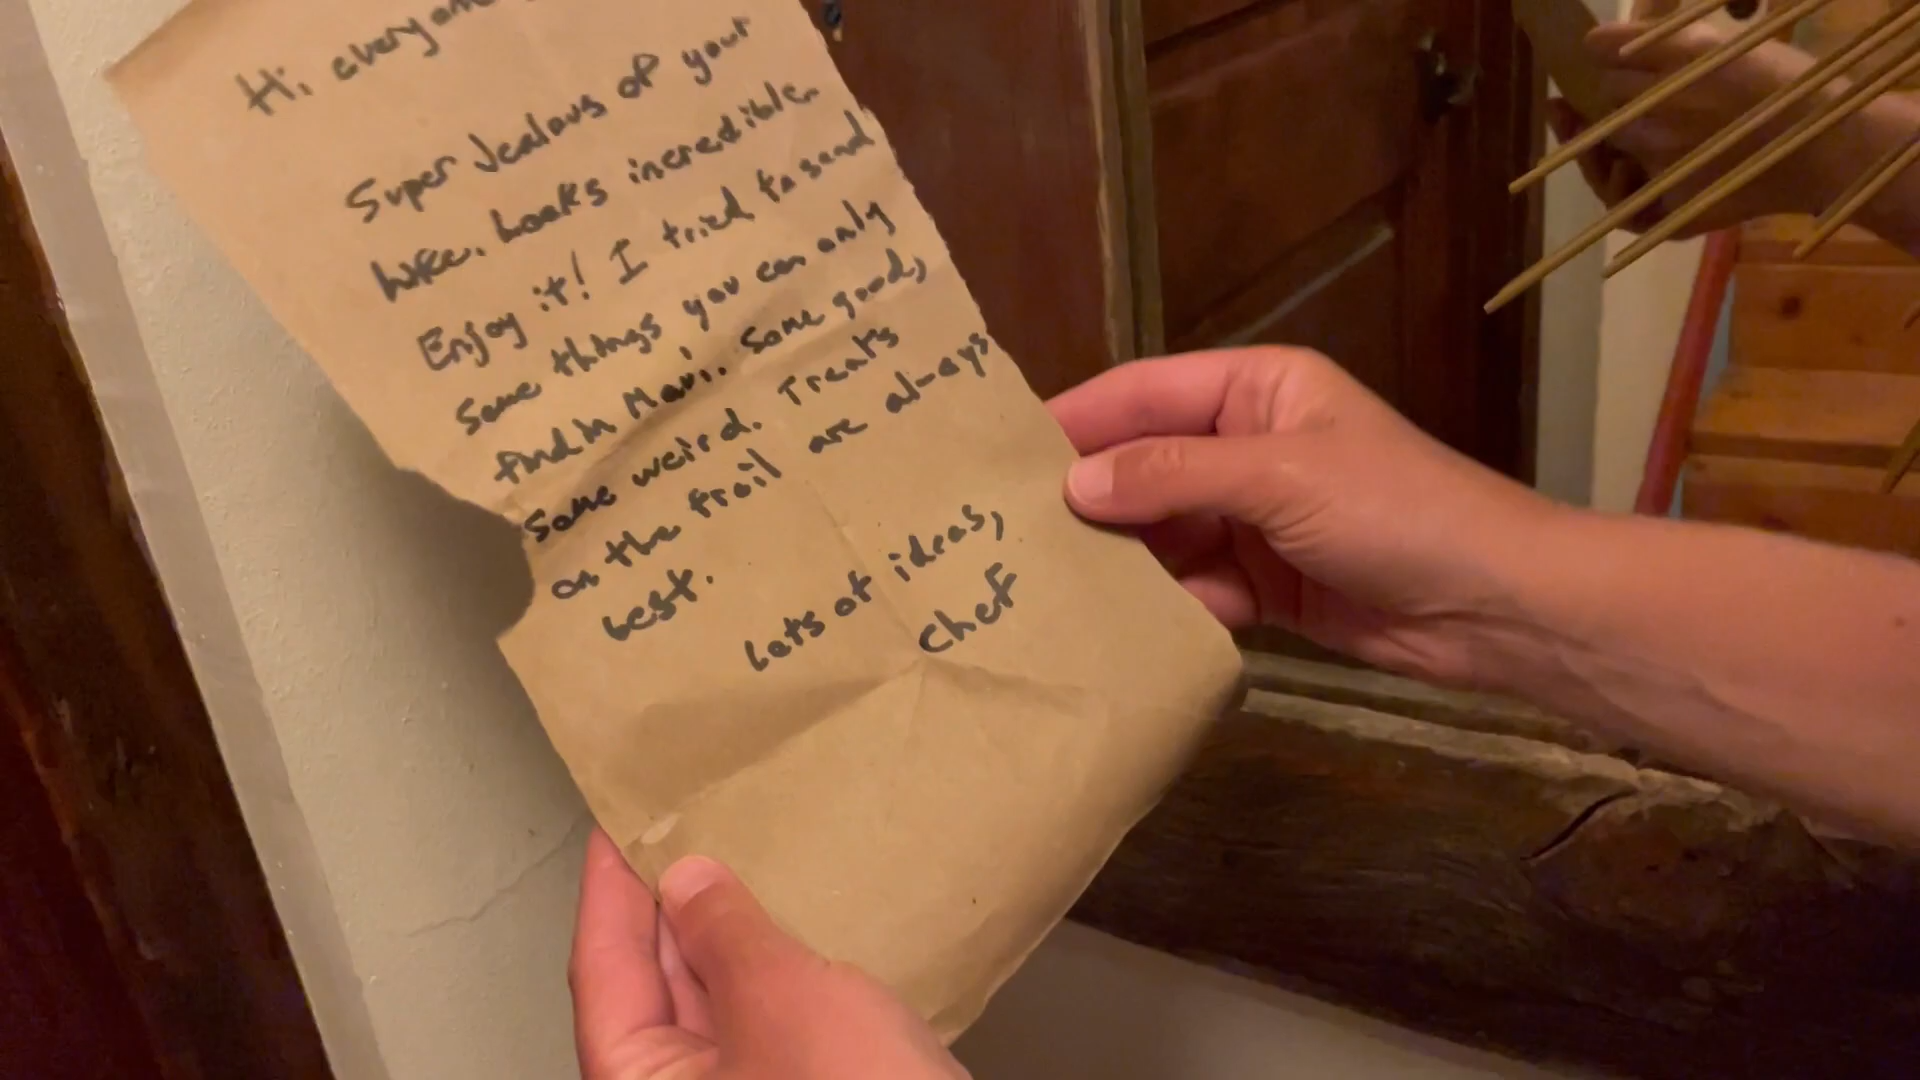 Hi, everyone
Super Jealous of your
hike. Looks incredible.
Enjoy it! I tried to send
some things you can only
find in Maui. Some good,
Some weird. Treats
on the trail are always
best.
Lots of ideas,
Chef